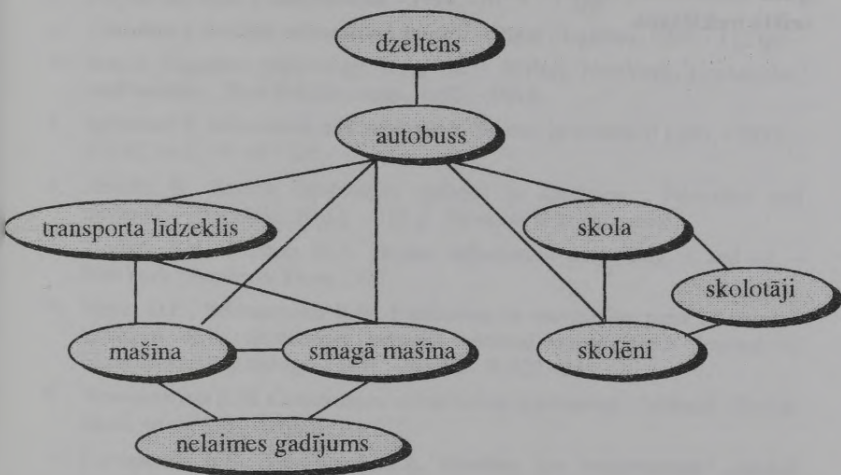 dzeltens
autobuss
transporta līdzeklis
skola
skolotāji
mašīna
smagā mašīna
skolēni
nelaimes gadījums